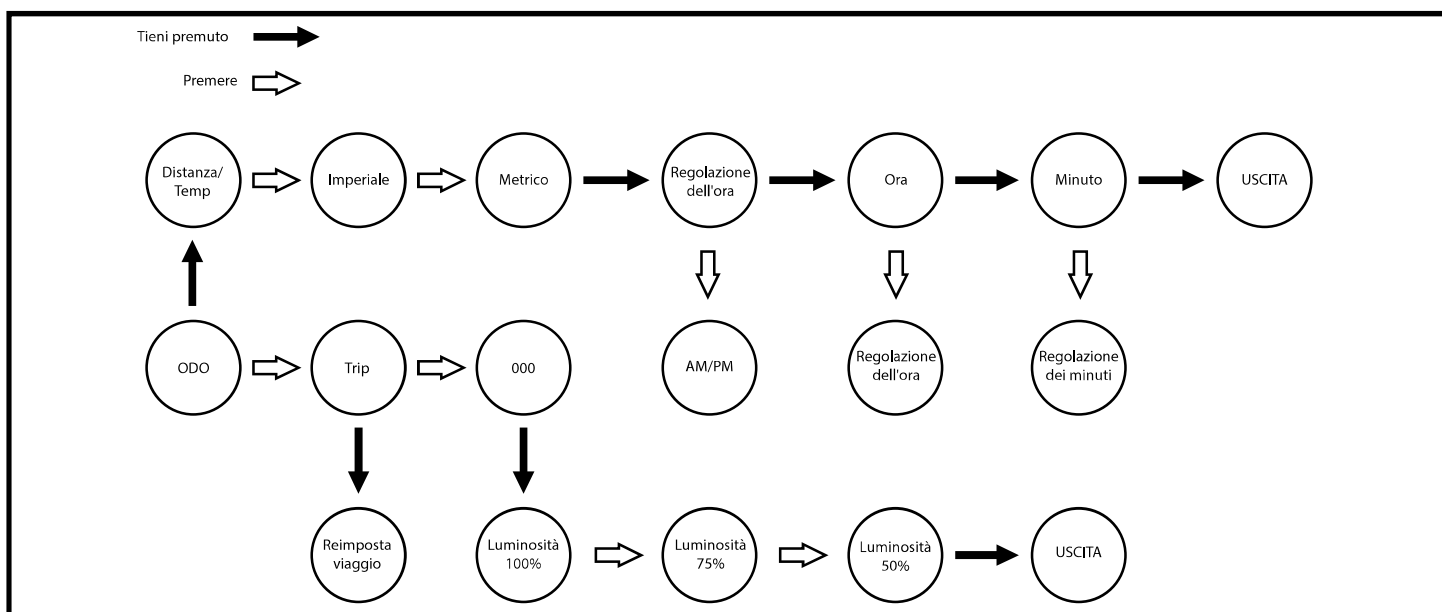 Tieni premuto
Premere
Distanza/
Temp
Imperiale
Metrico
Regolazione
dell'ora
Ora
Minuto
USCITA
ODO
Trip
000
AM/PM
Regolazione
dell'ora
Regolazione
dei minuti
Reimposta
viaggio
Luminosità
100%
Luminosità
75%
Luminosità
50%
USCITA